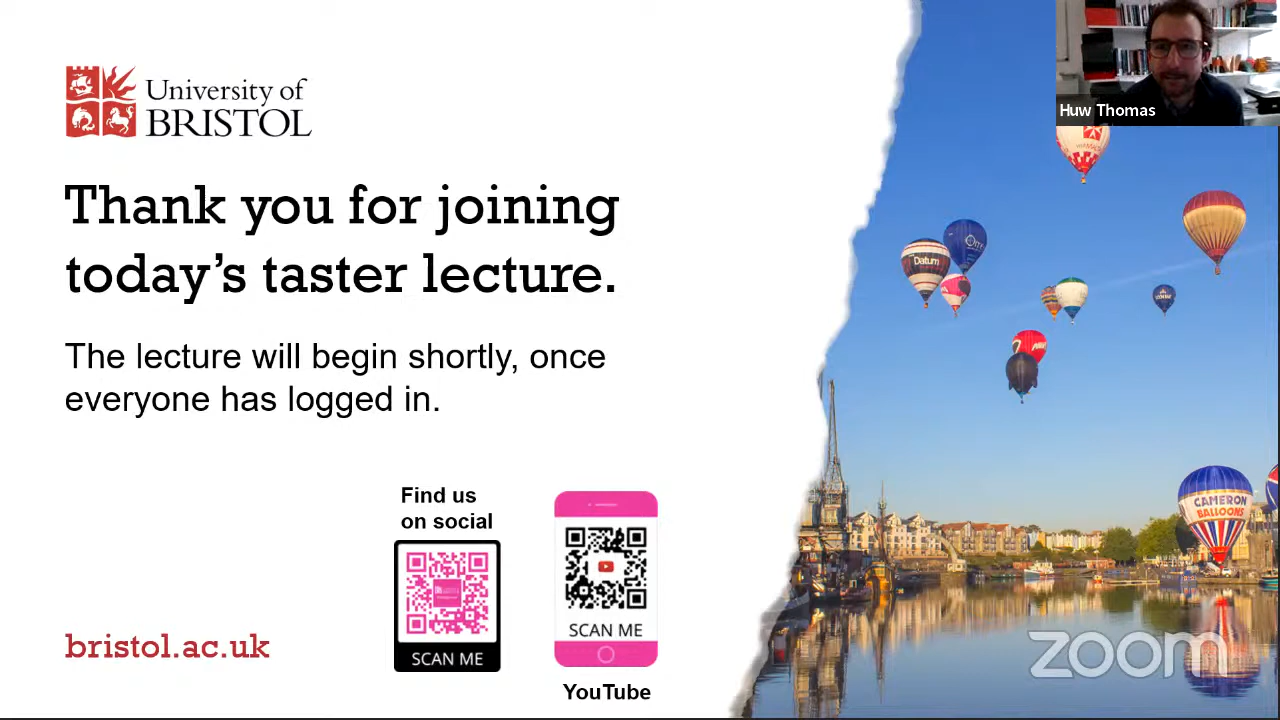 University of
BRISTOL
Thank you for joining
today's taster lecture.
The lecture will begin shortly, once
everyone has logged in.
Find us
on social
SCAN ME
SCAN ME
YouTube
bristol.ac.uk
Huw Thomas
Datum
CAMERON
BALLOONS
zoom